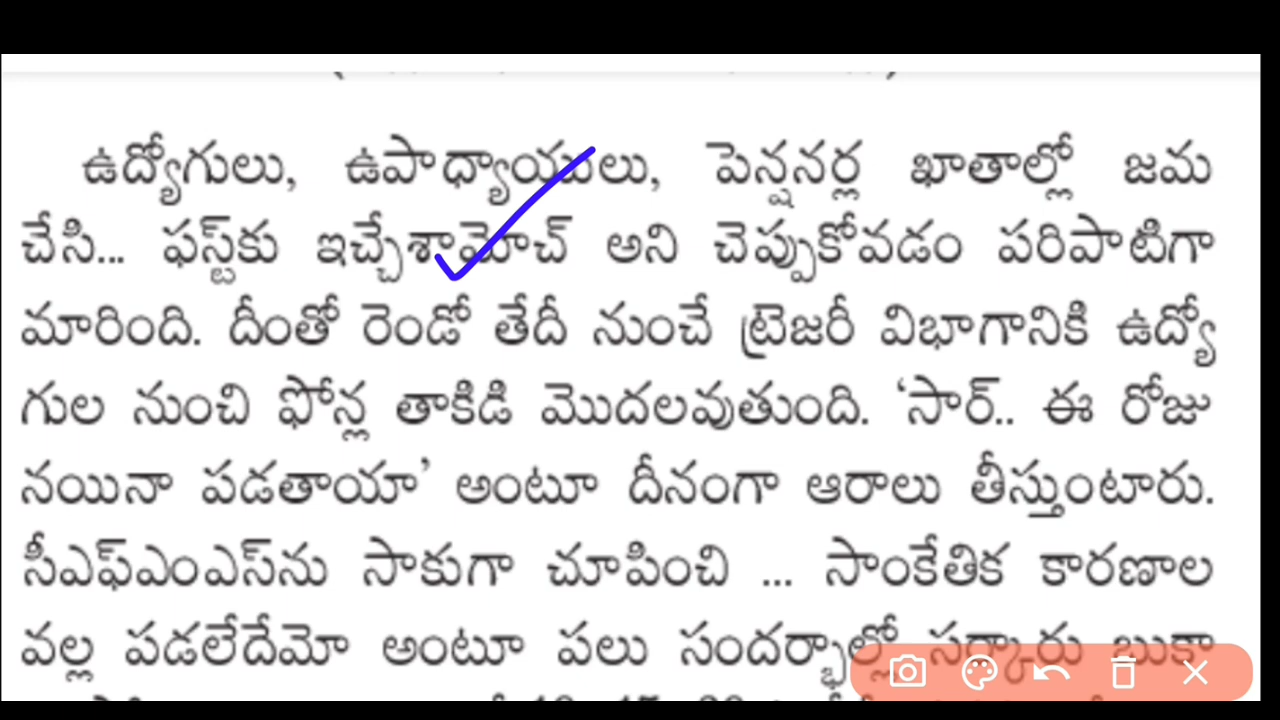 ఉద్యోగులు, ఉపాధ్యాయులు, పెన్షనర్ల ఖాతాల్లో జమ
చేసి... ఫస్ట్‌కు ఇచ్చేశామోచ్ అని చెప్పుకోవడం పరిపాటిగా
మారింది. దీంతో రెండో తేదీ నుంచే ట్రెజరీ విభాగానికి ఉద్యో
గుల నుంచి ఫోన్ల తాకిడి మొదలవుతుంది. ‘సార్.. ఈ రోజు
నయినా పడతాయా’ అంటూ దీనంగా ఆరాలు తీస్తుంటారు.
సీఎఫ్ఎంఎస్‌ను సాకుగా చూపించి ... సాంకేతిక కారణాల
వల్ల పడలేదేమో అంటూ పలు సందర్భాల్లో సర్కారు బుకా